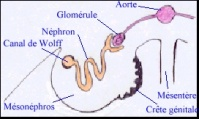 Aorte
Glomérule
Néphron
Canal de Wolff
Mésentère
Mésonéphros
Crête génitale